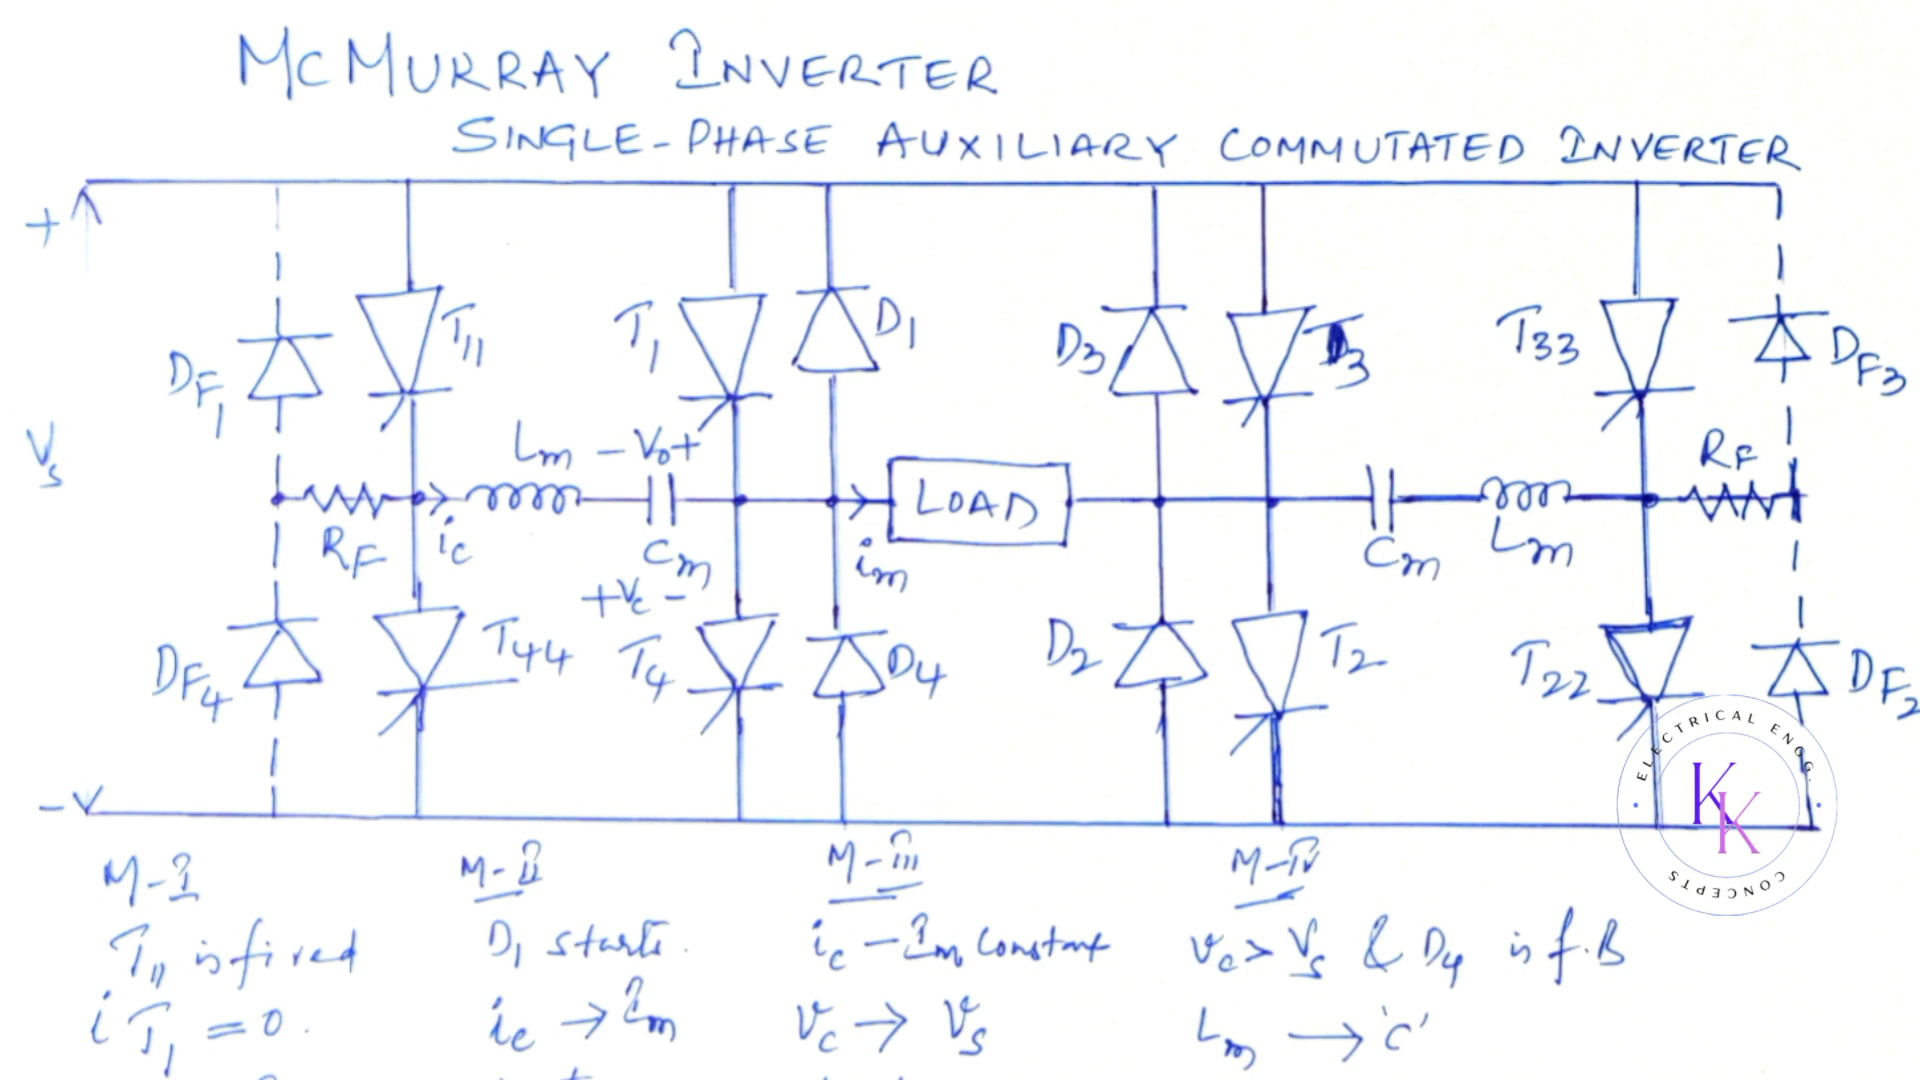 McMURRAY INVERTER
SINGLE-PHASE AUXILIARY COMMUTATED INVERTER
+
Vs
-
DF1
T11
T1
D1
D3
T3
T33
DF3
Lm
- V0 +
RF
ic
Cm
+ Vc -
im
LOAD
Cm
Lm
RF
DF4
T44
T4
D4
D2
T2
T22
DF2
ELECTRICAL ENGG.
KK
CONCEPTS
M-I
T11 is fired
iT1 = 0.
M-II
D1 starts.
ic → Im
M-III
ic - Im Constant
vc → Vs
M-IV
vc > Vs & D4 is f.B
Lm → 'C'